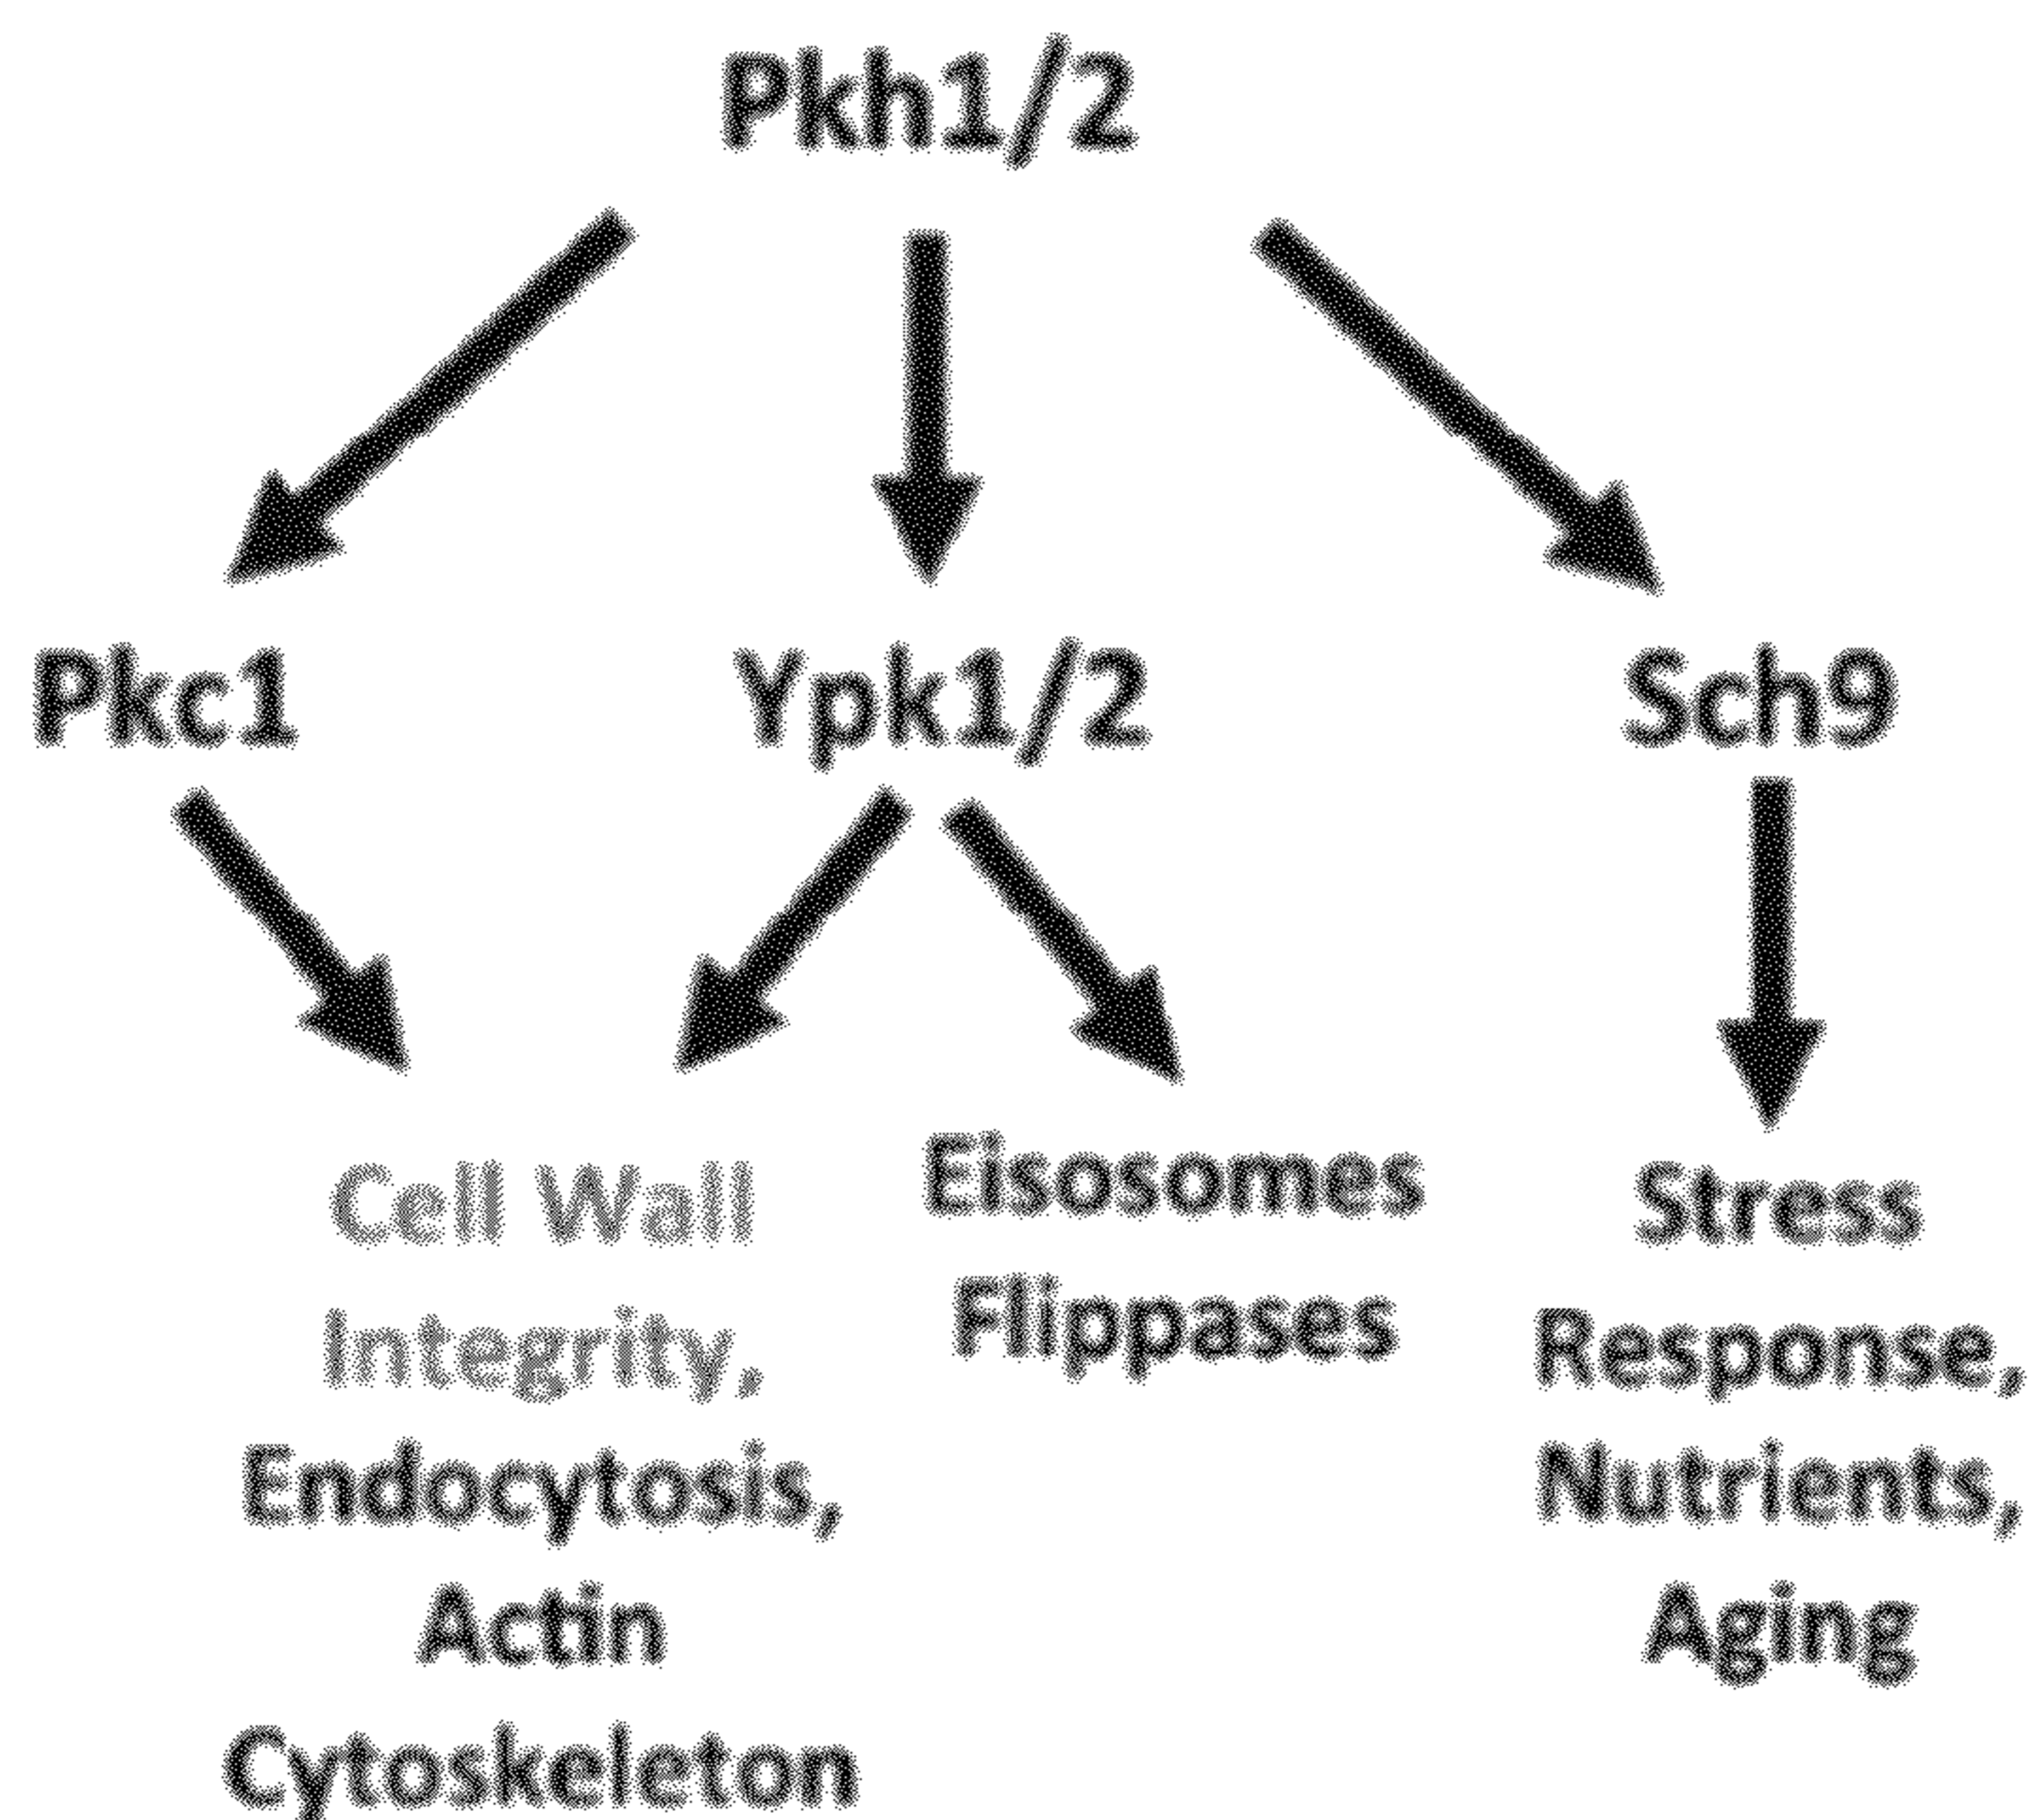 Pkh1/2
Pkc1
Ypk1/2
Sch9
Cell Wall
Integrity,
Endocytosis,
Actin
Cytoskeleton
Eisosomes
Flippases
Stress
Response,
Nutrients,
Aging